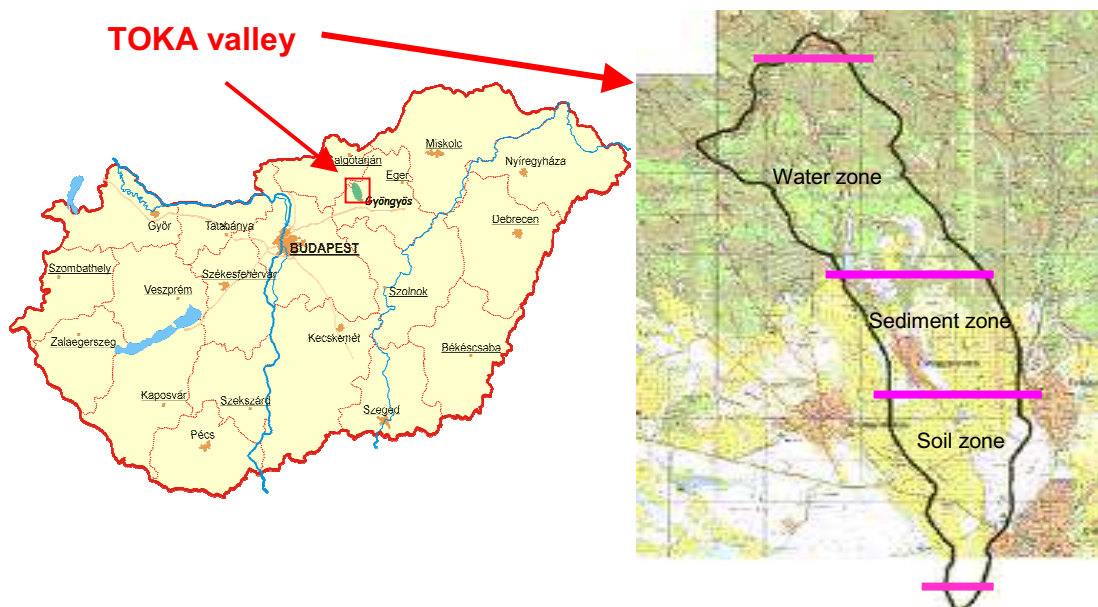 TOKA valley
Miskolc
algótarján
Nyíregyháza
Eger
Gyöngyös
Debrecen
Győr
Tatabánya
BUDAPEST
Szombathely
Székesfehérvár
Veszprém
Szolnok
Zalaegerszeg
Kecskemét
Békéscsaba
Kaposvár
Szekszárd
Szeged
Pécs
Water zone
Sediment zone
Soil zone